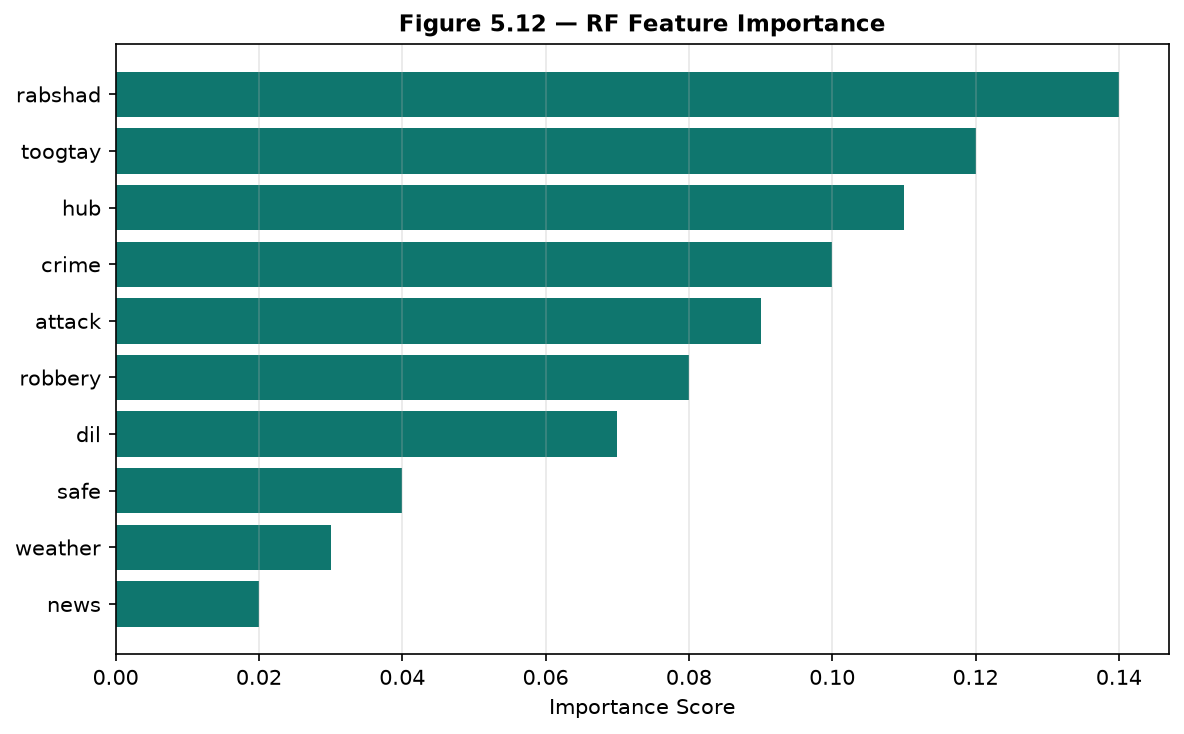 Figure 5.12 — RF Feature Importance
rabshad
toogtay
hub
crime
attack
robbery
dil
safe
weather
news
0.00 0.02 0.04 0.06 0.08 0.10 0.12 0.14
Importance Score